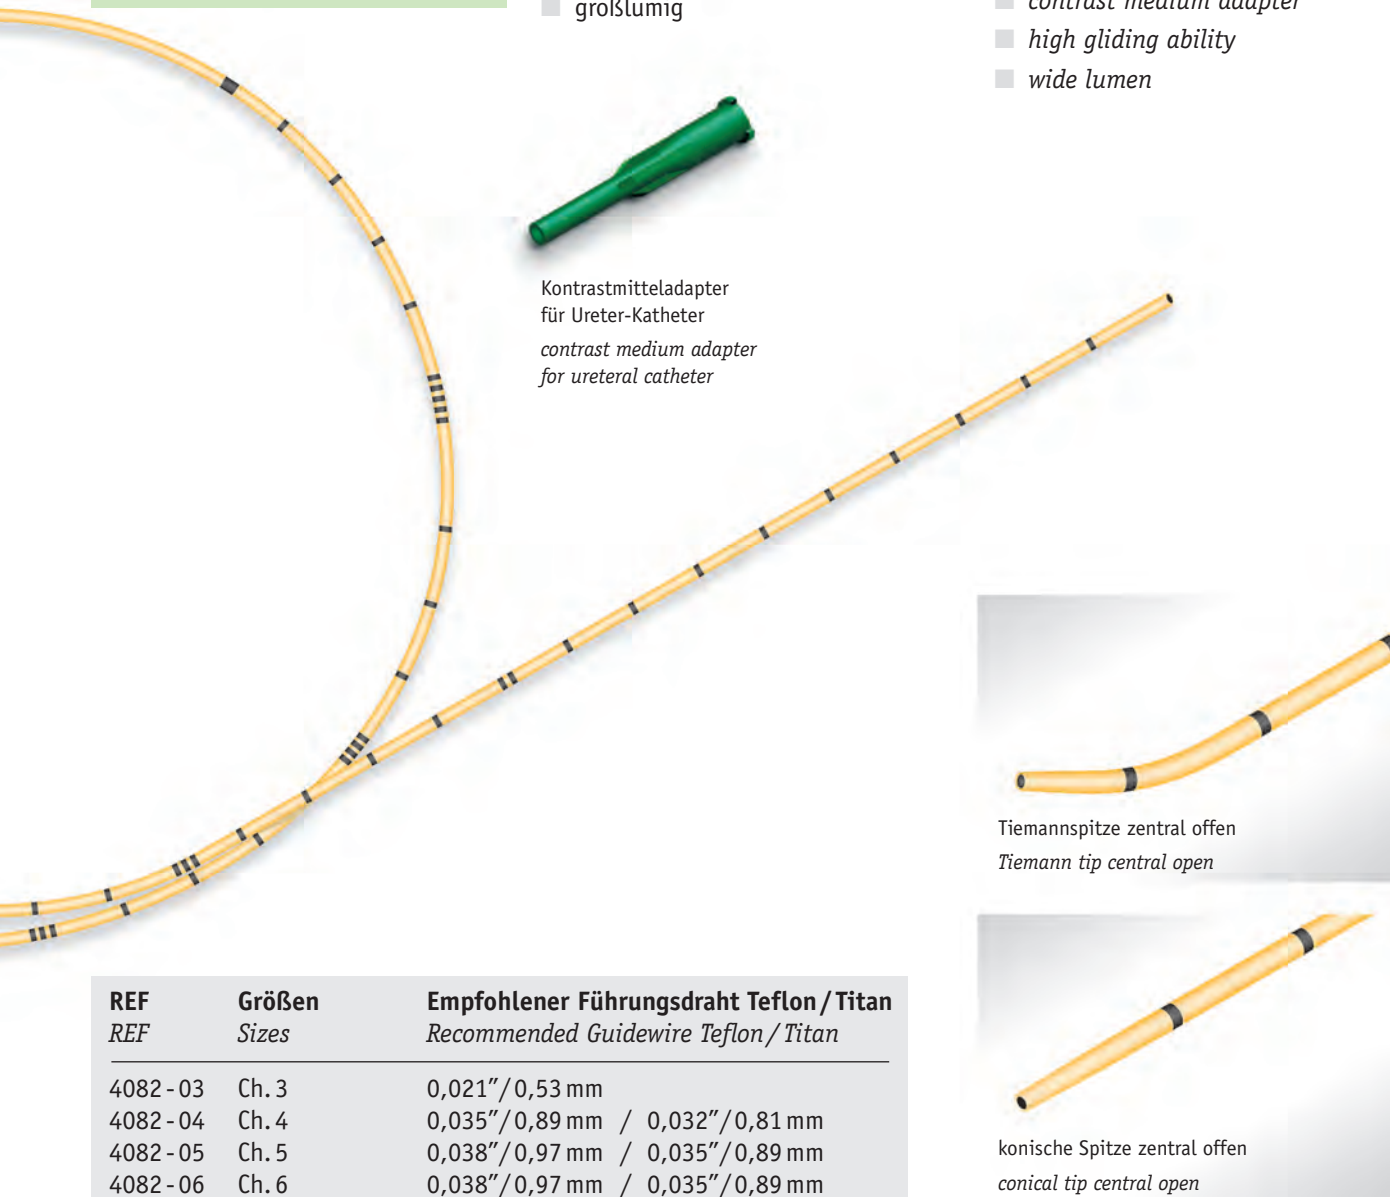 großlumig
contrast medium adapter
high gliding ability
wide lumen
Kontrastmitteladapter
für Ureter-Katheter
contrast medium adapter
for ureteral catheter
Tiemannspitze zentral offen
Tiemann tip central open
konische Spitze zentral offen
conical tip central open
REF Größen Empfohlener Führungsdraht Teflon / Titan
REF Sizes Recommended Guidewire Teflon / Titan
4082-03 Ch. 3 0,021″/ 0,53 mm
4082-04 Ch. 4 0,035″/ 0,89 mm / 0,032″/ 0,81 mm
4082-05 Ch. 5 0,038″/ 0,97 mm / 0,035″/ 0,89 mm
4082-06 Ch. 6 0,038″/ 0,97 mm / 0,035″/ 0,89 mm